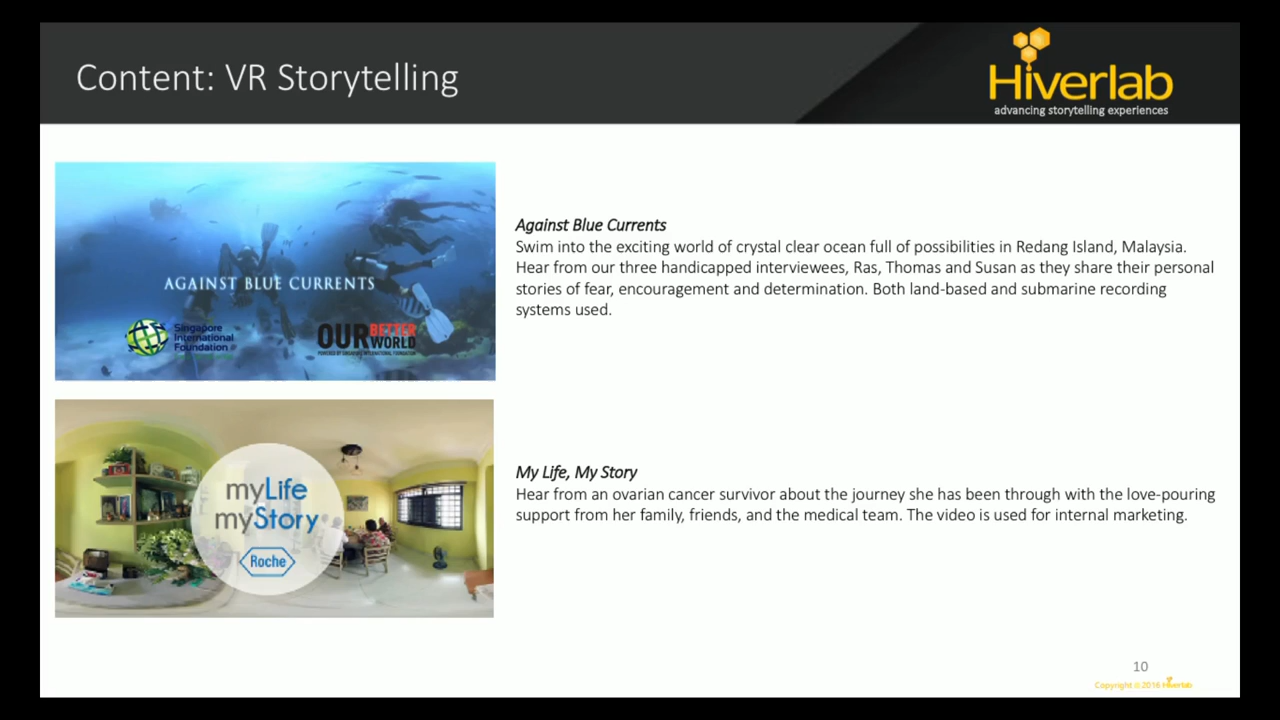 Content: VR Storytelling
Hiverlab
advancing storytelling experiences
AGAINST BLUE CURRENTS
Singapore
International
Foundation
OUR BETTER WORLD
POWERED BY SINGAPORE INTERNATIONAL FOUNDATION
Against Blue Currents
Swim into the exciting world of crystal clear ocean full of possibilities in Redang Island, Malaysia.
Hear from our three handicapped interviewees, Ras, Thomas and Susan as they share their personal
stories of fear, encouragement and determination. Both land-based and submarine recording
systems used.
myLife
myStory
Roche
My Life, My Story
Hear from an ovarian cancer survivor about the journey she has been through with the love-pouring
support from her family, friends, and the medical team. The video is used for internal marketing.
10
Copyright © 2016 Hiverlab